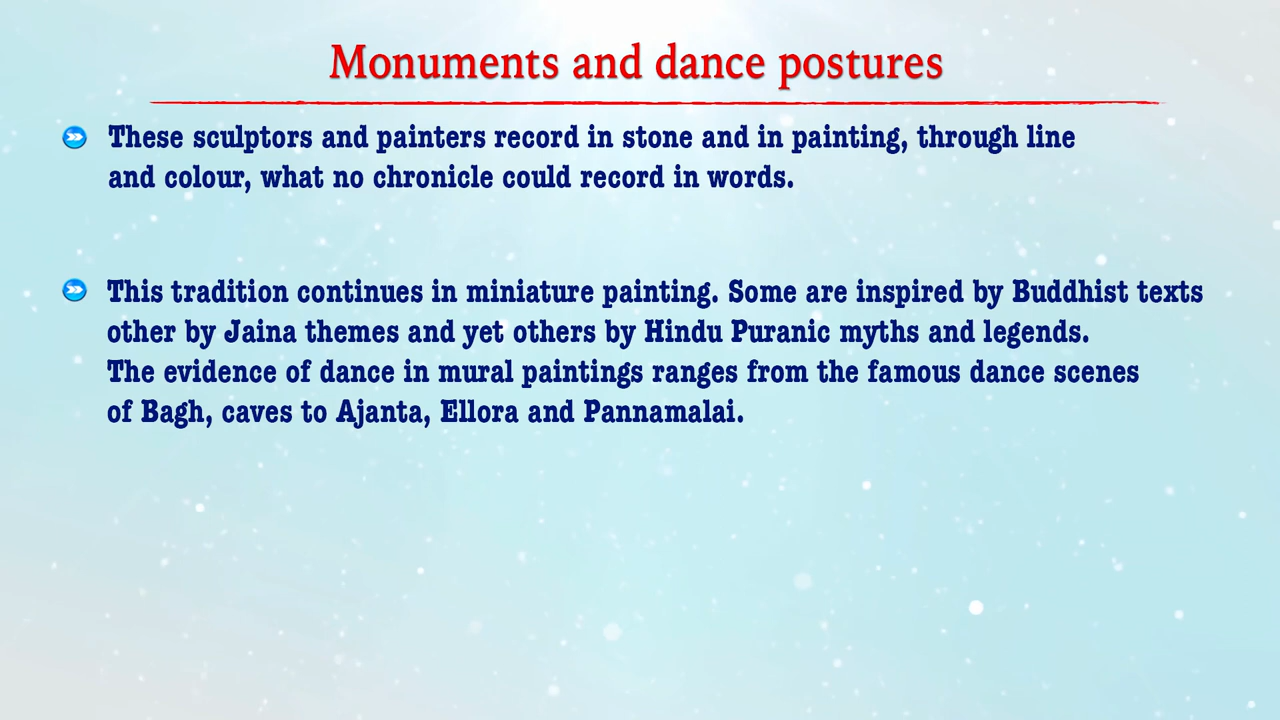 Monuments and dance postures
These sculptors and painters record in stone and in painting, through line
and colour, what no chronicle could record in words.
This tradition continues in miniature painting. Some are inspired by Buddhist texts
other by Jaina themes and yet others by Hindu Puranic myths and legends.
The evidence of dance in mural paintings ranges from the famous dance scenes
of Bagh, caves to Ajanta, Ellora and Pannamalai.